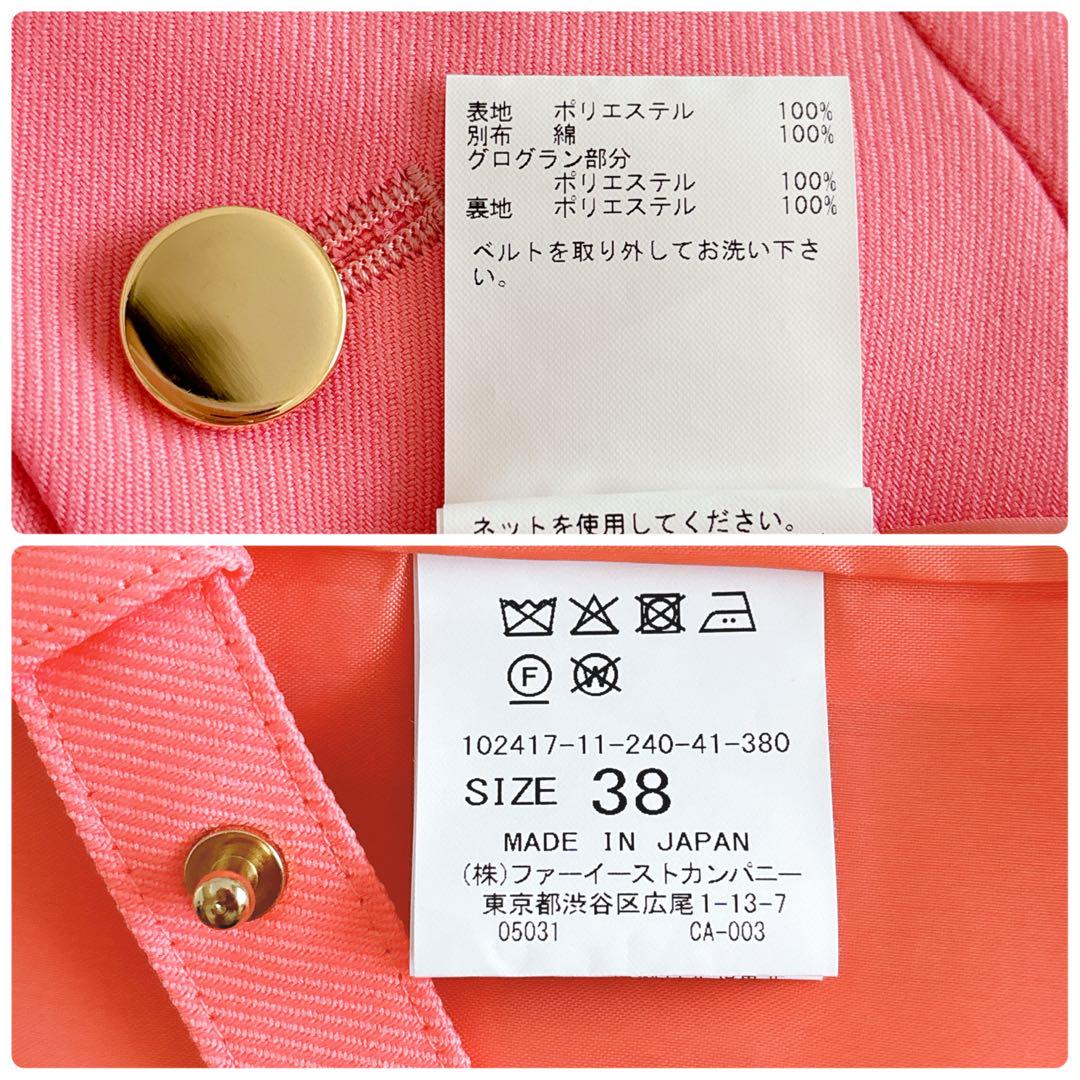 表地 ポリエステル 100%
別布 綿 100%
グログラン部分
ポリエステル 100%
裏地 ポリエステル 100%
ベルトを取り外してお洗い下さ
い。
ネットを使用してください。
F
W
102417-11-240-41-380
SIZE 38
MADE IN JAPAN
(株)ファーイーストカンパニー
東京都渋谷区広尾1-13-7
05031 CA-003